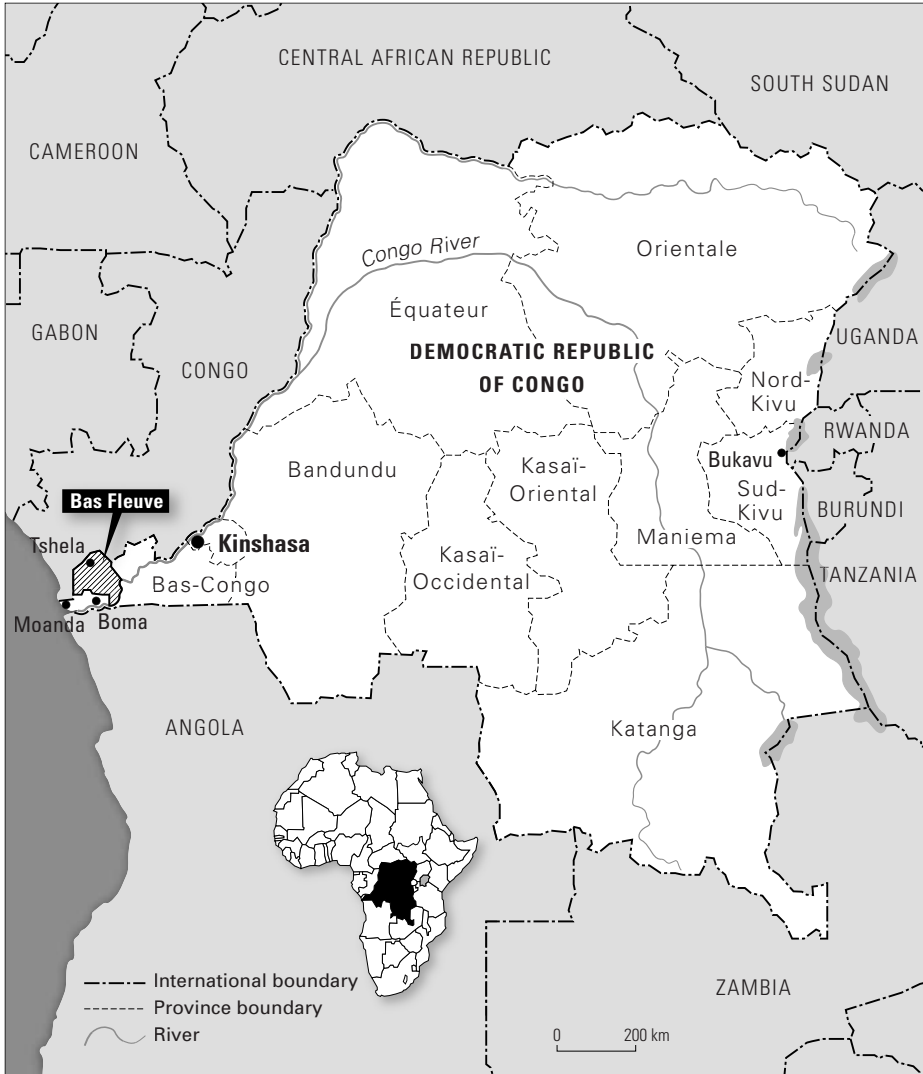 CENTRAL AFRICAN REPUBLIC
SOUTH SUDAN
CAMEROON
Congo River
Orientale
Équateur
GABON
UGANDA
CONGO
DEMOCRATIC REPUBLIC
OF CONGO
Nord-
Kivu
RWANDA
Bukavu
Bandundu
Kasaï-
Oriental
Sud-
Kivu
BURUNDI
Bas Fleuve
Kinshasa
Maniema
Tshela
Kasaï-
Occidental
TANZANIA
Bas-Congo
Moanda
Boma
ANGOLA
Katanga
International boundary
Province boundary
River
ZAMBIA
0 200 km